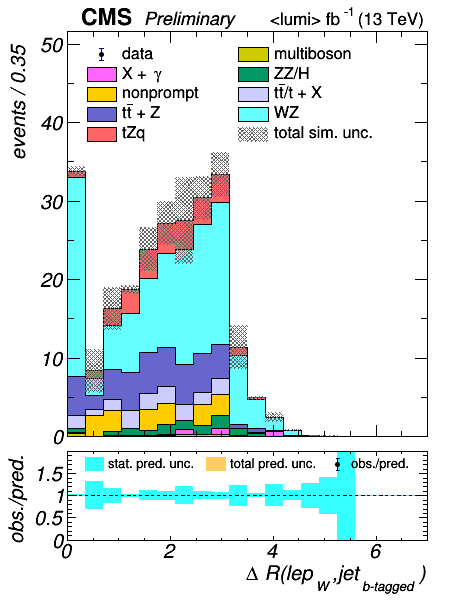 CMS Preliminary <lumi> fb⁻¹ (13 TeV)
events / 0.35
50
40
30
20
10
0
data
X + γ
nonprompt
tt̄ + Z
tZq
multiboson
ZZ/H
tt̄/t + X
WZ
total sim. unc.
obs./pred.
1.5
1
0.5
0
stat. pred. unc. total pred. unc. obs./pred.
0 2 4 6
Δ R(lep_W, jet_b-tagged)